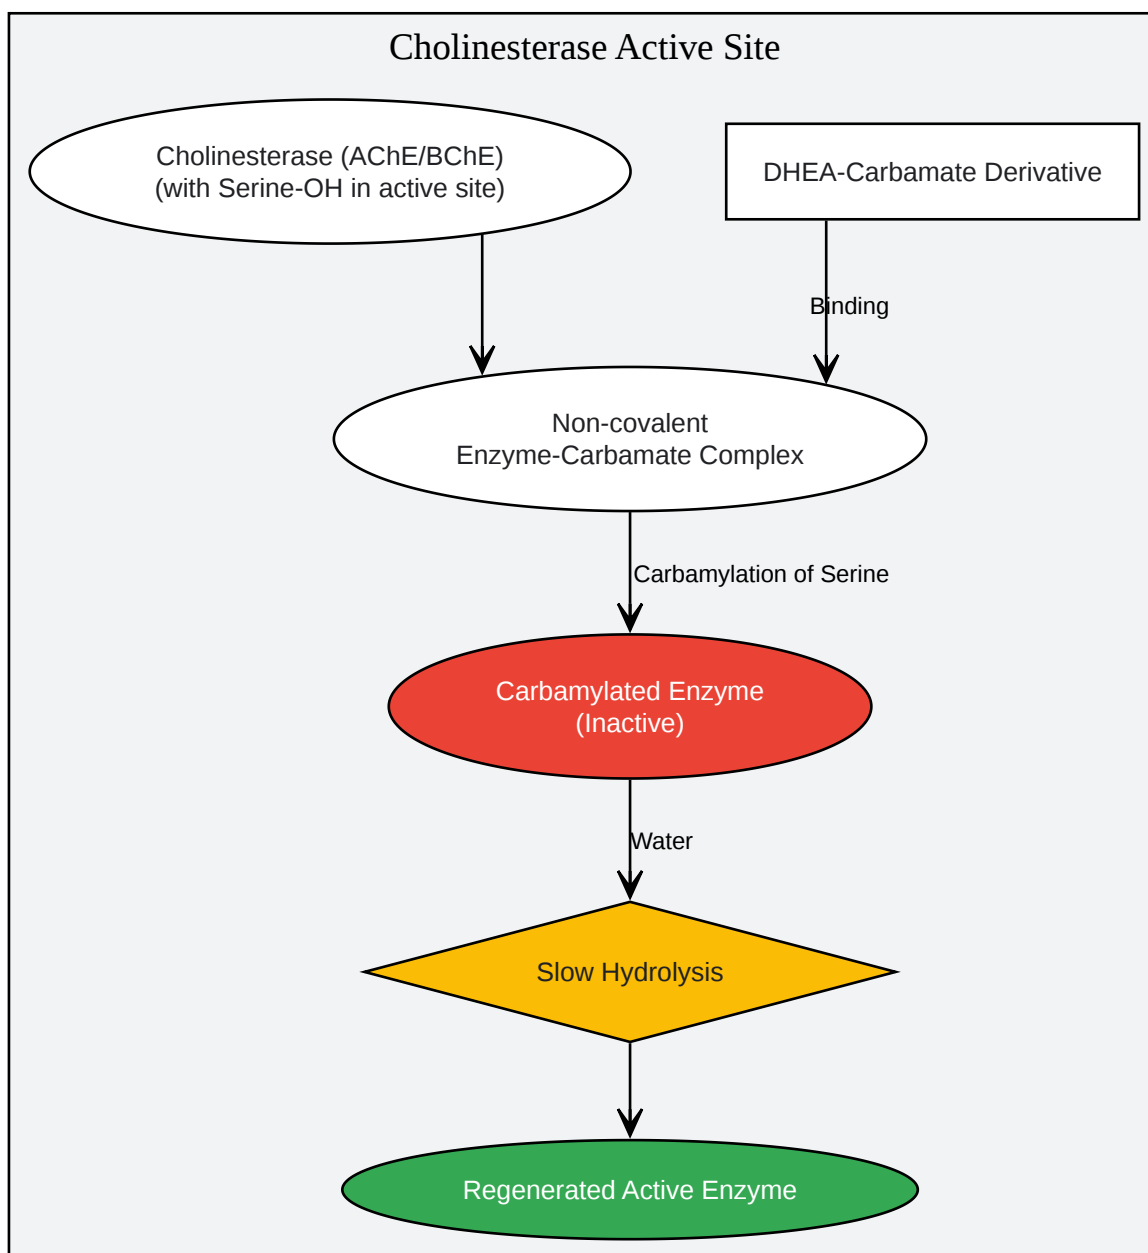 Cholinesterase Active Site
Cholinesterase (AChE/BChE)
(with Serine-OH in active site)
DHEA-Carbamate Derivative
Binding
Non-covalent
Enzyme-Carbamate Complex
Carbamylation of Serine
Carbamylated Enzyme
(Inactive)
Water
Slow Hydrolysis
Regenerated Active Enzyme